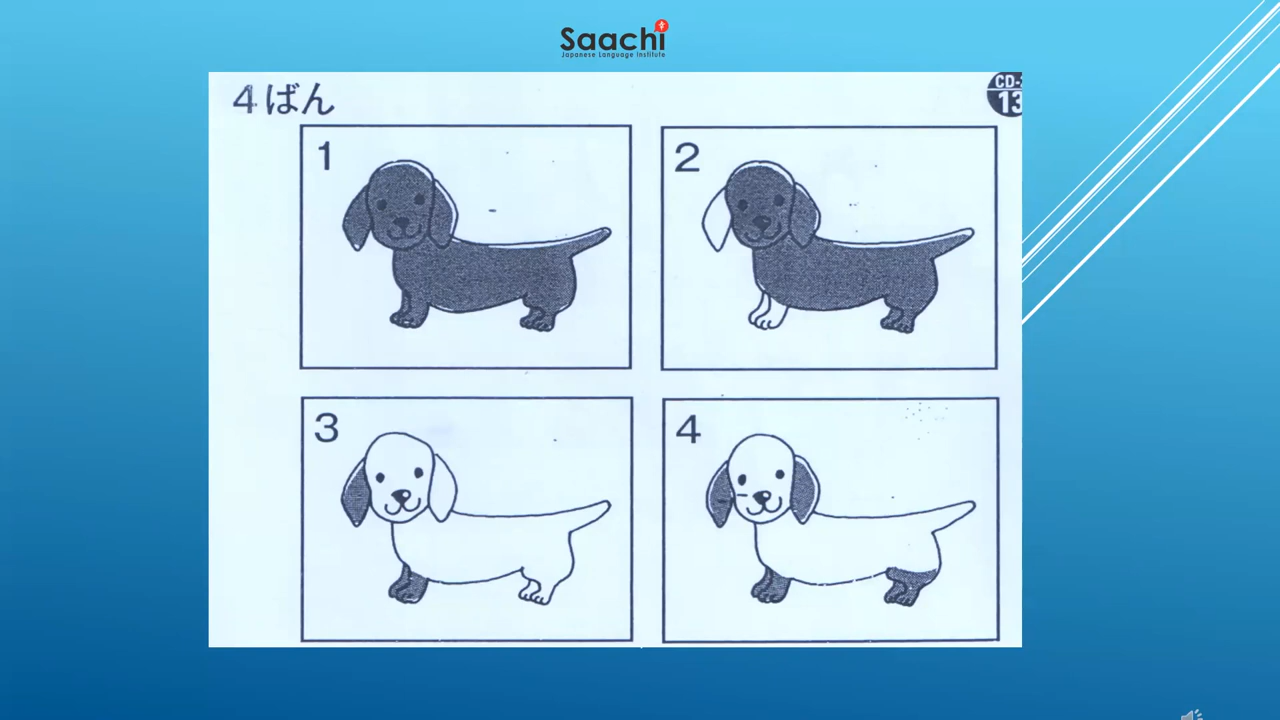 Saachi
Japanese Language Institute
4ばん
CD-
13
1
2
3
4